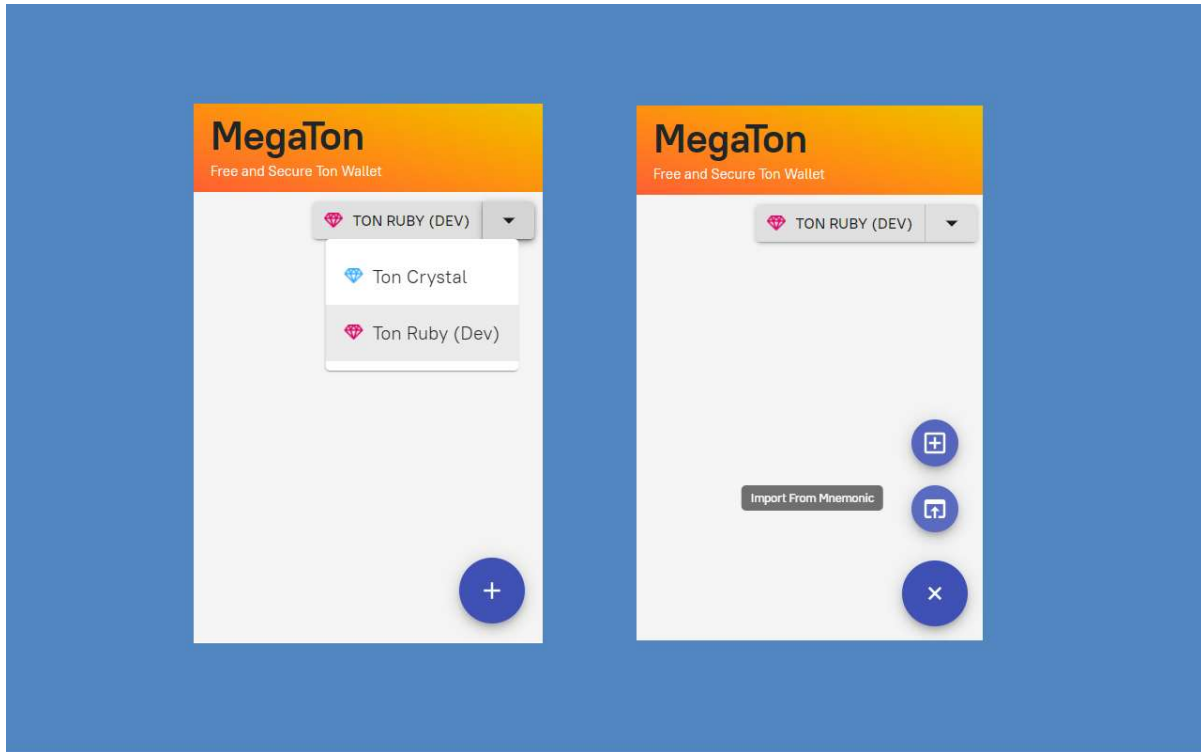 MegaTon
Free and Secure Ton Wallet
TON RUBY (DEV)
Ton Crystal
Ton Ruby (Dev)
MegaTon
Free and Secure Ton Wallet
TON RUBY (DEV)
Import From Mnemonic